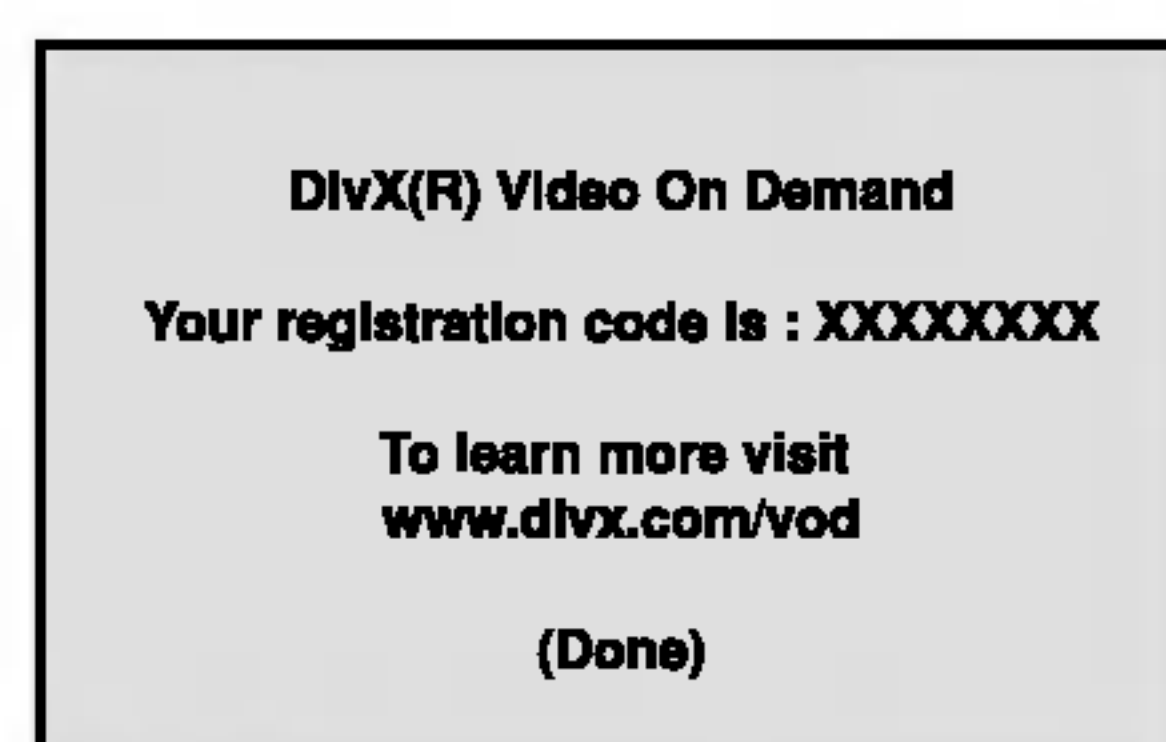 DivX(R) Video On Demand
Your registration code is : XXXXXXXX
To learn more visit
www.divx.com/vod
(Done)